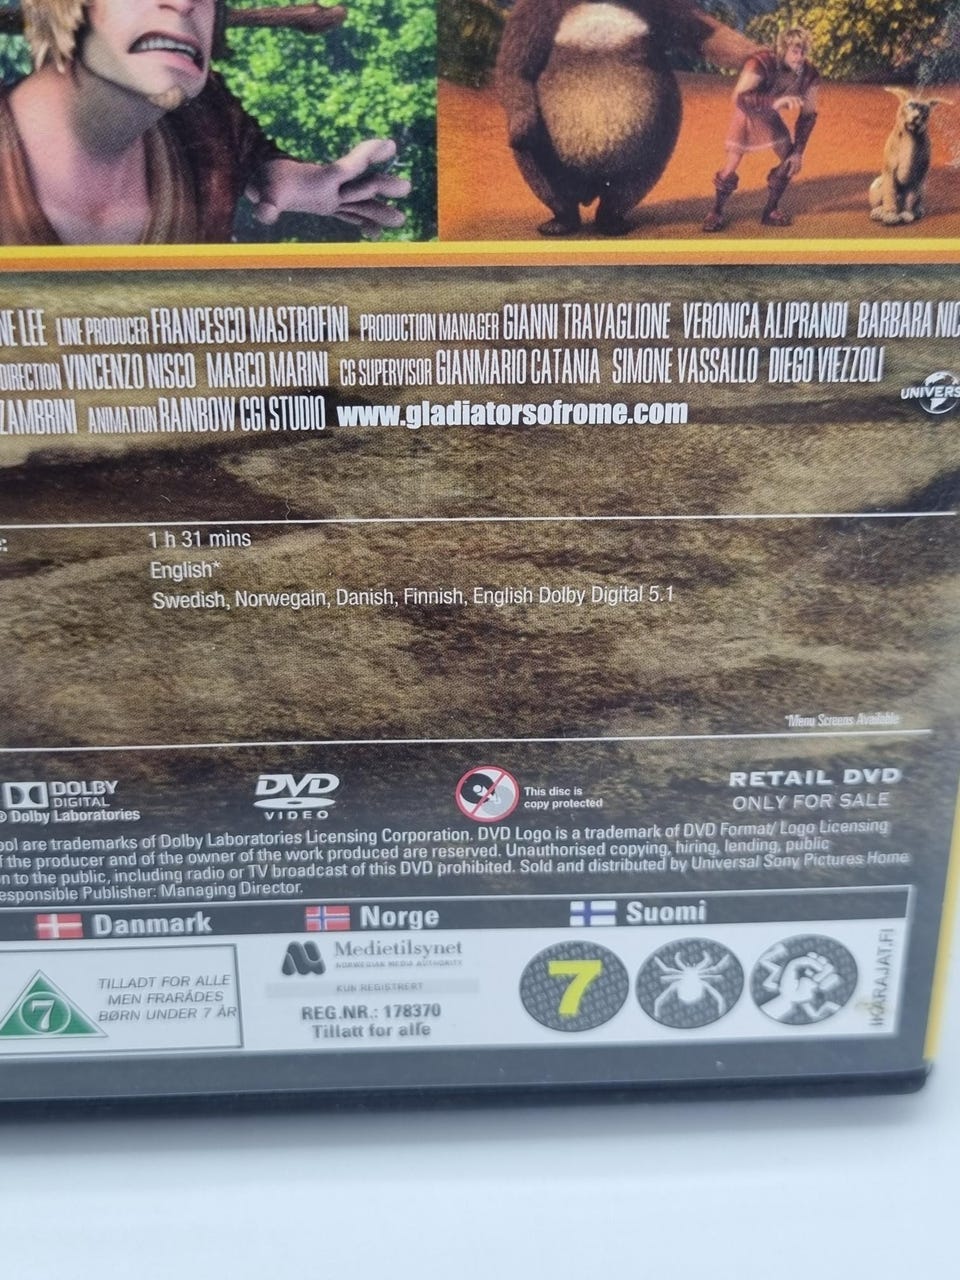 NE LEE LINE PRODUCER FRANCESCO MASTROFINI PRODUCTION MANAGER GIANNI TRAVAGLIONE VERONICA ALIPRANDI BARBARA NIC
DIRECTION VINCENZO NISCO MARCO MARINI CG SUPERVISOR GIANMARIO CATANIA SIMONE VASSALLO DIEGO VIEZZOLI
ZAMBRINI ANIMATION RAINBOW CGI STUDIO www.gladiatorsofrome.com
UNIVERS
1 h 31 mins
English*
Swedish, Norwegain, Danish, Finnish, English Dolby Digital 5.1
*Menu Screens Available
DOLBY
DIGITAL
® Dolby Laboratories
DVD
VIDEO
This disc is
copy protected
RETAIL DVD
ONLY FOR SALE
ool are trademarks of Dolby Laboratories Licensing Corporation. DVD Logo is a trademark of DVD Format/ Logo Licensing
f the producer and of the owner of the work produced are reserved. Unauthorised copying, hiring, lending, public
n to the public, including radio or TV broadcast of this DVD prohibited. Sold and distributed by Universal Sony Pictures Home
esponsible Publisher: Managing Director.
Danmark
Norge
Suomi
7
TILLADT FOR ALLE
MEN FRARÅDES
BØRN UNDER 7 ÅR
Medietilsynet
NORWEGIAN MEDIA AUTHORITY
KUN REGISTRERT
REG.NR.: 178370
Tillatt for alle
7
IKARAJAT.FI